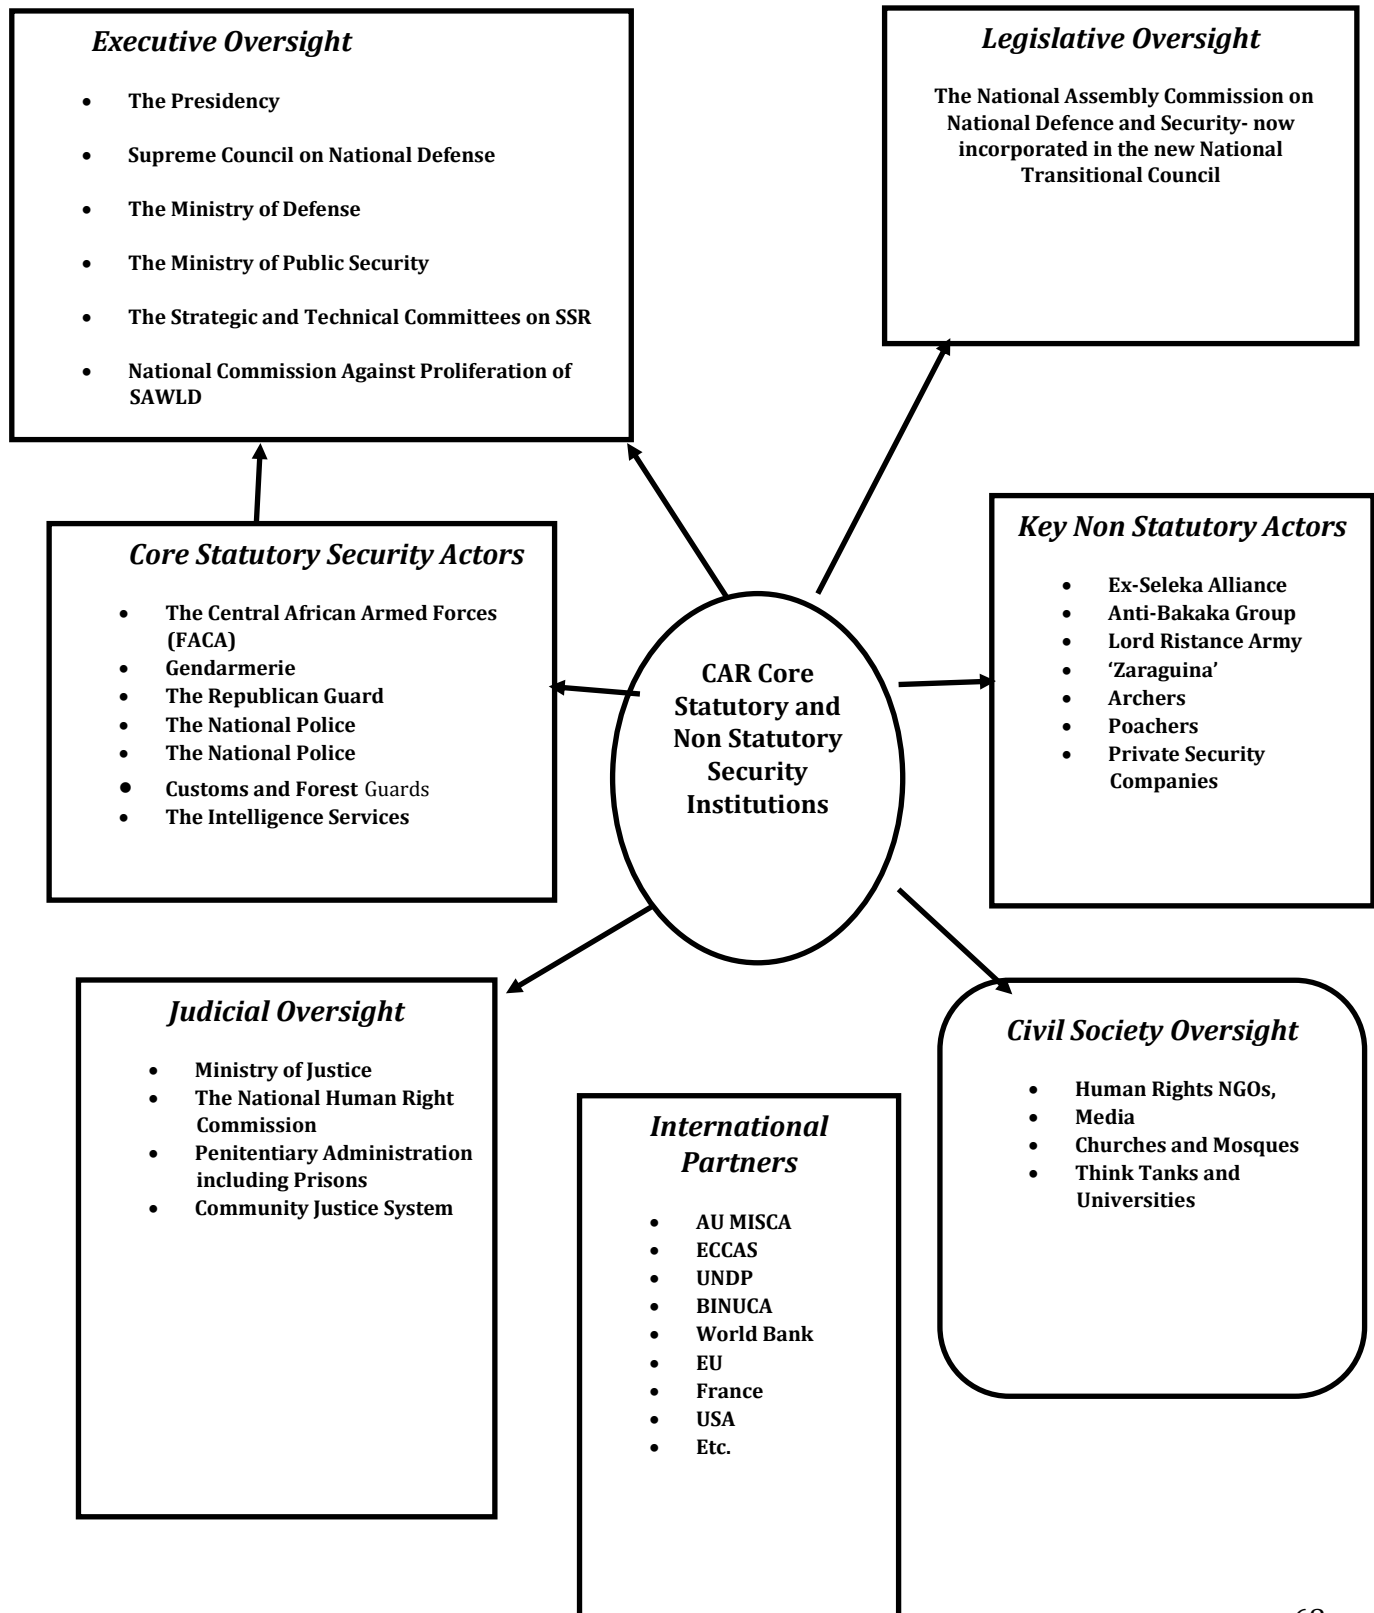 Executive Oversight
• The Presidency
• Supreme Council on National Defense
• The Ministry of Defense
• The Ministry of Public Security
• The Strategic and Technical Committees on SSR
• National Commission Against Proliferation of
SAWLD
Legislative Oversight
The National Assembly Commission on
National Defence and Security- now
incorporated in the new National
Transitional Council
Core Statutory Security Actors
• The Central African Armed Forces
(FACA)
• Gendarmerie
• The Republican Guard
• The National Police
• The National Police
• Customs and Forest Guards
• The Intelligence Services
CAR Core
Statutory and
Non Statutory
Security
Institutions
Key Non Statutory Actors
• Ex-Seleka Alliance
• Anti-Bakaka Group
• Lord Ristance Army
• ‘Zaraguina’
• Archers
• Poachers
• Private Security
Companies
Judicial Oversight
• Ministry of Justice
• The National Human Right
Commission
• Penitentiary Administration
including Prisons
• Community Justice System
International
Partners
• AU MISCA
• ECCAS
• UNDP
• BINUCA
• World Bank
• EU
• France
• USA
• Etc.
Civil Society Oversight
• Human Rights NGOs,
• Media
• Churches and Mosques
• Think Tanks and
Universities